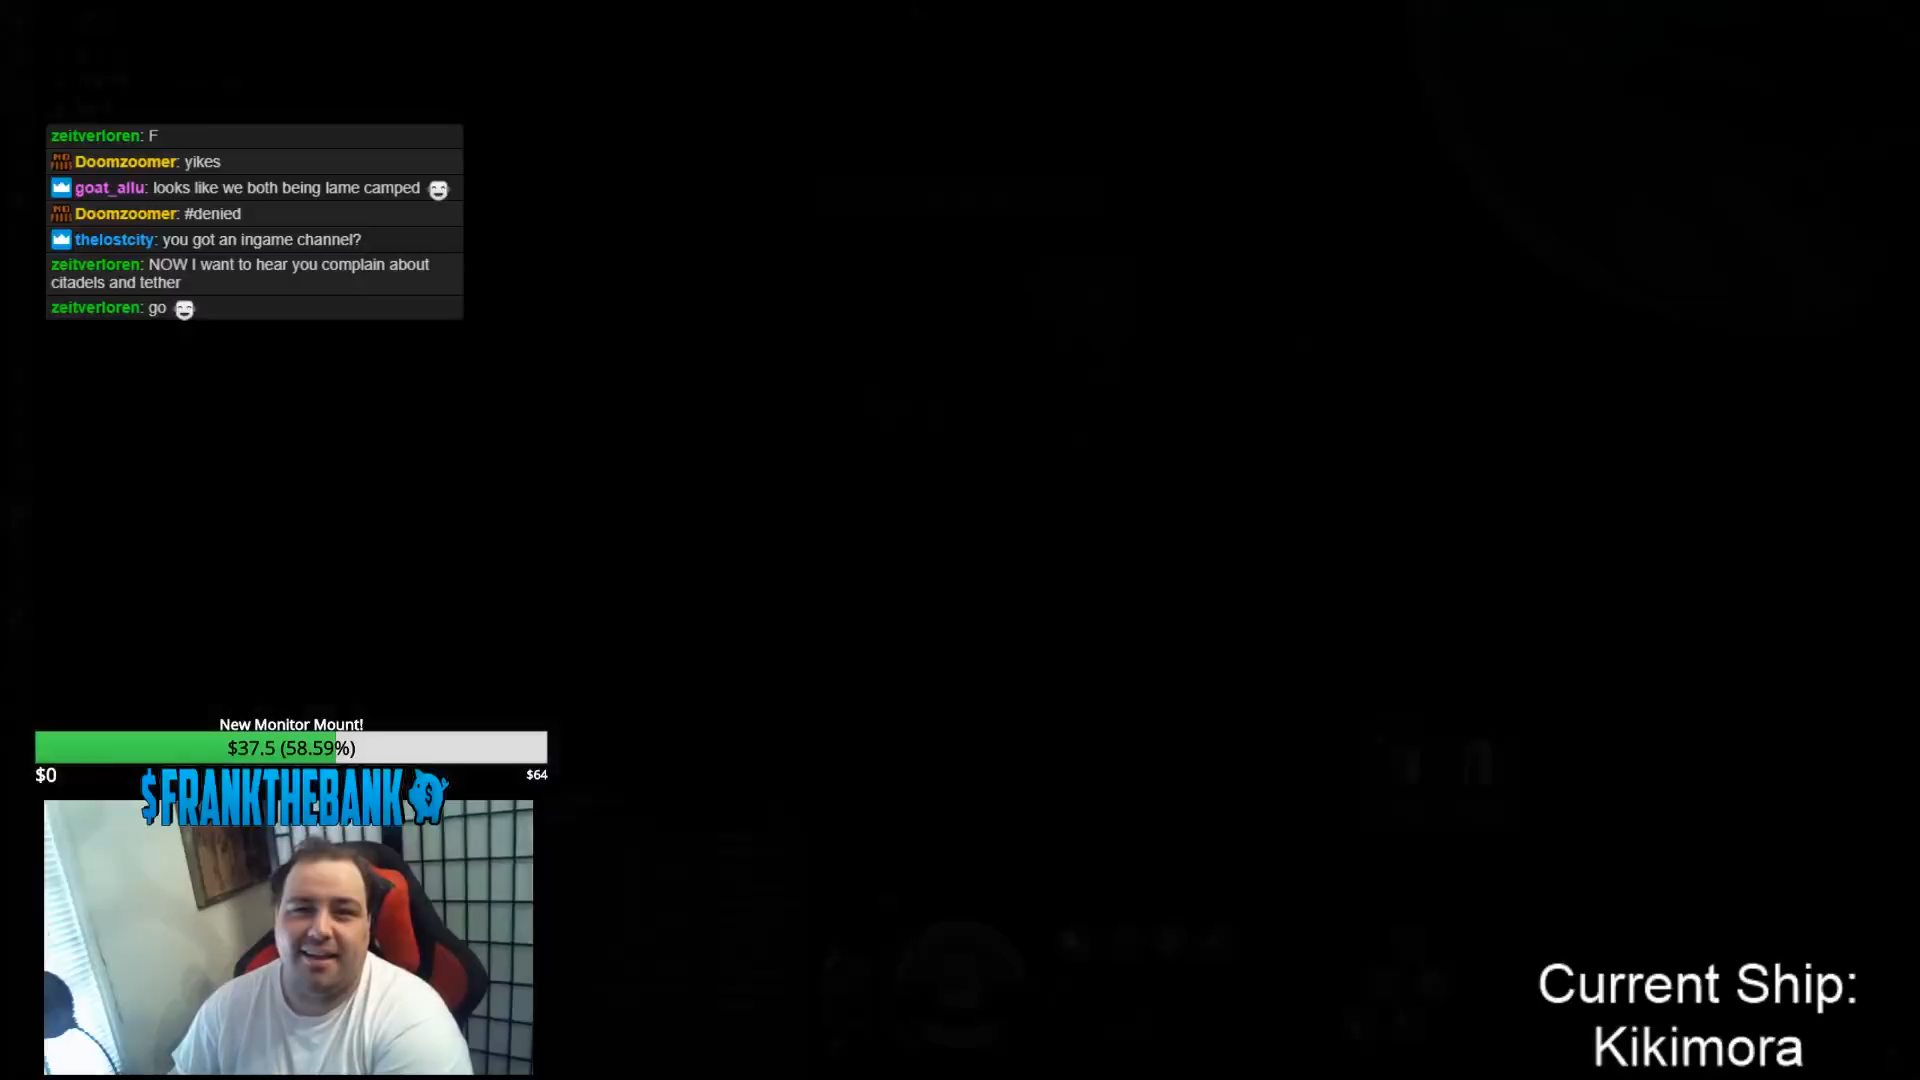 zeitverloren: F
Doomzoomer: yikes
goat_allu: looks like we both being lame camped
Doomzoomer: #denied
thelostcity: you got an ingame channel?
zeitverloren: NOW I want to hear you complain about
citadels and tether
zeitverloren: go
New Monitor Mount!
$37.5 (58.59%)
$0 $64
$FRANKTHEBANK$
Current Ship:
Kikimora